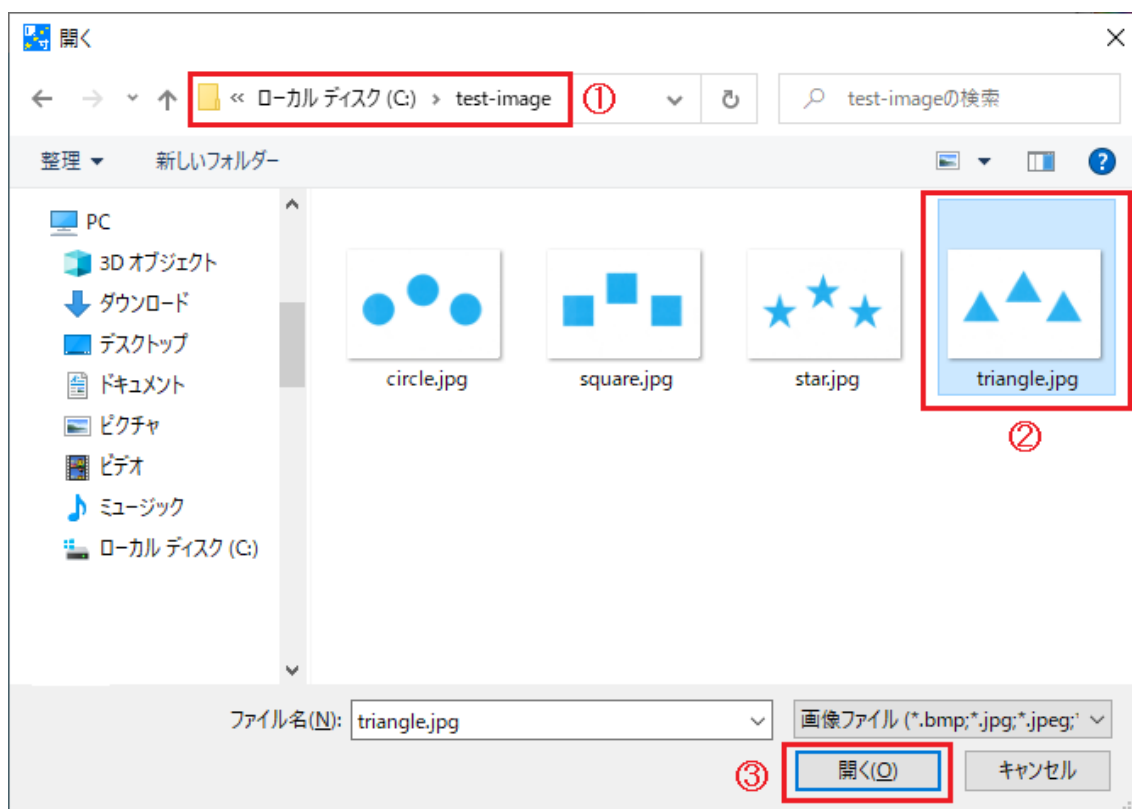 開く
« ローカル ディスク (C:) › test-image ①
test-imageの検索
整理
新しいフォルダー
?
PC
3D オブジェクト
ダウンロード
デスクトップ
ドキュメント
ピクチャ
ビデオ
ミュージック
ローカル ディスク (C:)
circle.jpg
square.jpg
star.jpg
triangle.jpg
②
ファイル名(N): triangle.jpg
画像ファイル (*.bmp;*.jpg;*.jpeg;
③ 開く(O)
キャンセル